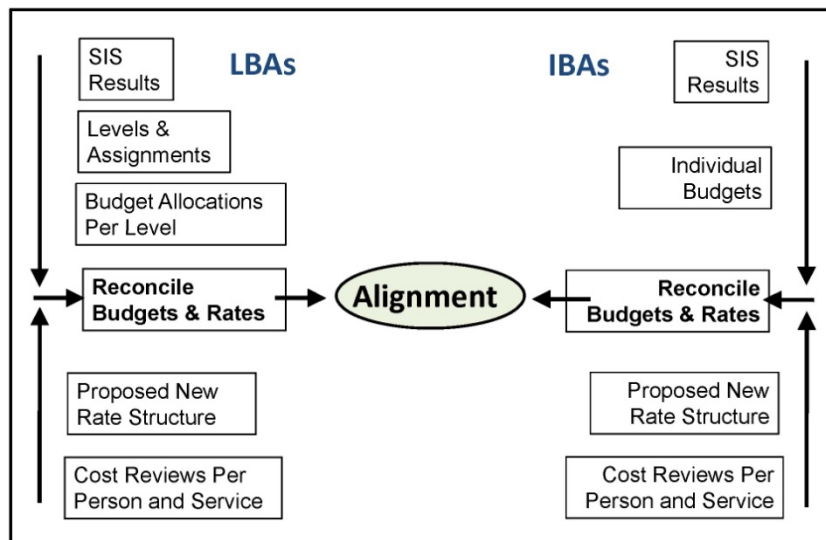 LBAs
SIS
Results
Levels &
Assignments
Budget Allocations
Per Level
Reconcile
Budgets & Rates
Proposed New
Rate Structure
Cost Reviews Per
Person and Service
Alignment
IBAs
SIS
Results
Individual
Budgets
Reconcile
Budgets & Rates
Proposed New
Rate Structure
Cost Reviews Per
Person and Service